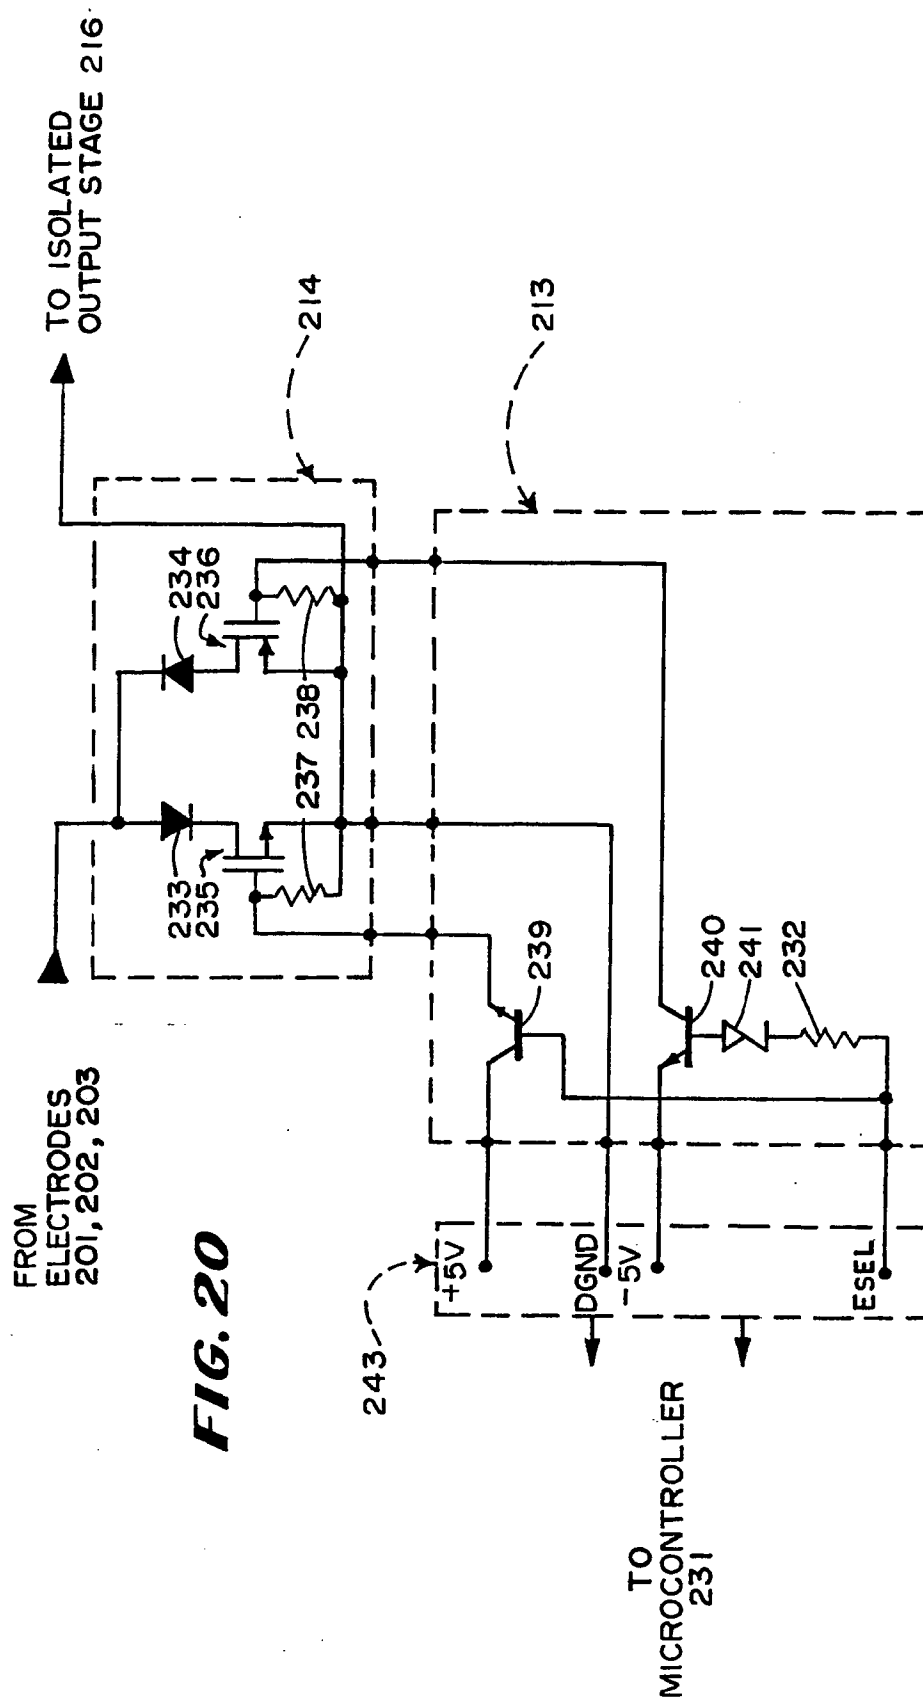 FIG. 20
FROM
ELECTRODES
201, 202, 203
TO ISOLATED
OUTPUT STAGE 216
214
213
233
235
234
236
237
238
239
240
241
232
243
+5V
DGND
-5V
ESEL
TO
MICROCONTROLLER
231